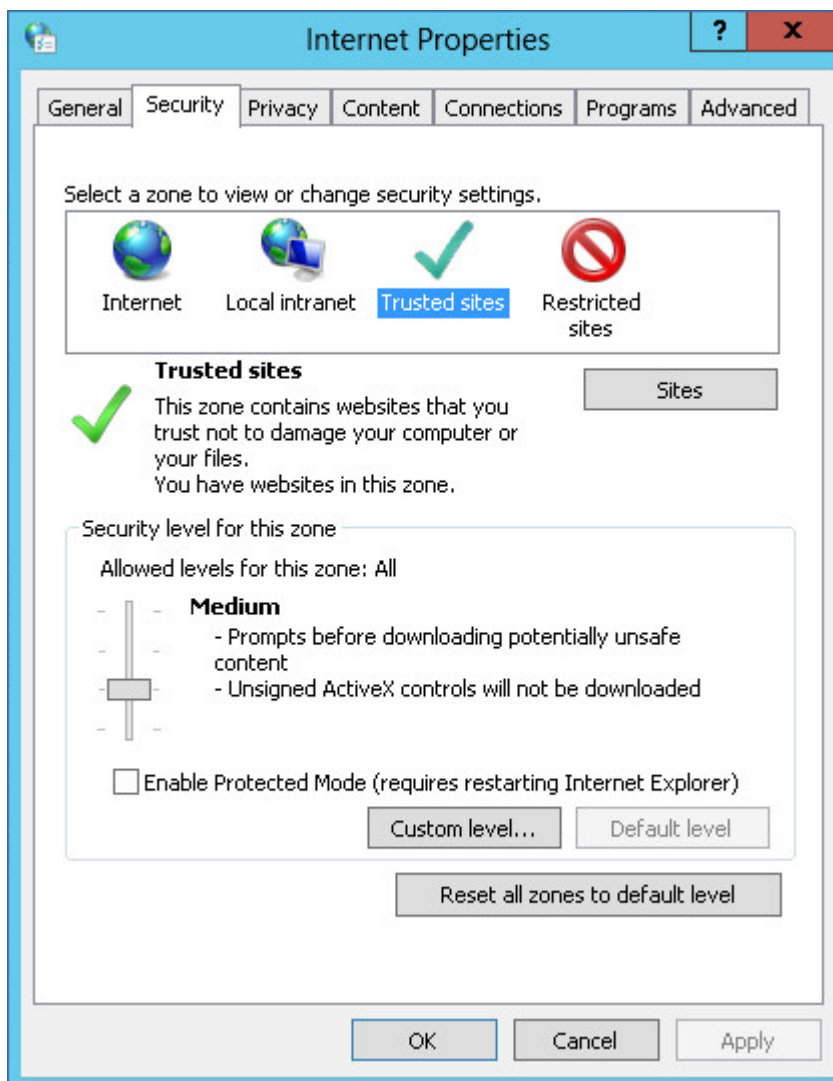 Internet Properties
? x
General Security Privacy Content Connections Programs Advanced
Select a zone to view or change security settings.
Internet Local intranet Trusted sites Restricted
sites
Trusted sites
Sites
This zone contains websites that you
trust not to damage your computer or
your files.
You have websites in this zone.
Security level for this zone
Allowed levels for this zone: All
Medium
- Prompts before downloading potentially unsafe
content
- Unsigned ActiveX controls will not be downloaded
Enable Protected Mode (requires restarting Internet Explorer)
Custom level... Default level
Reset all zones to default level
OK Cancel Apply